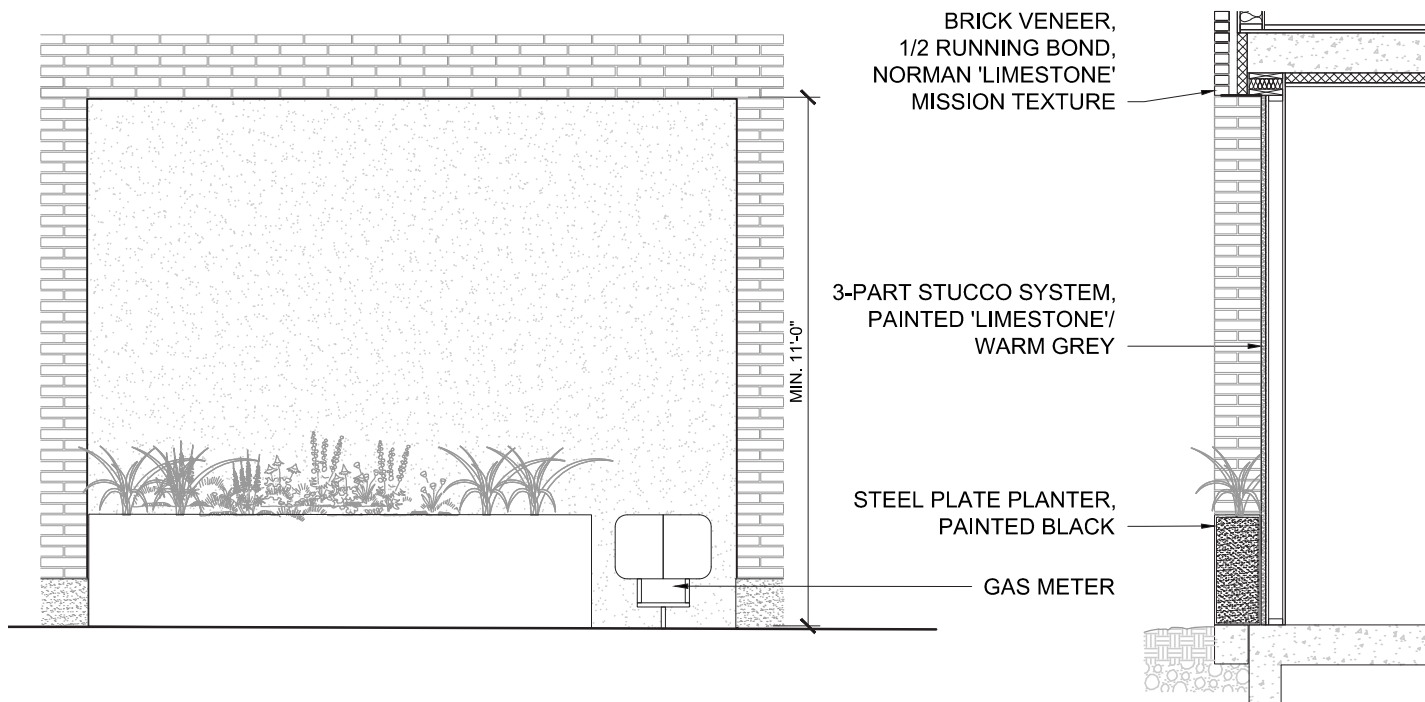 BRICK VENEER,
1/2 RUNNING BOND,
NORMAN 'LIMESTONE'
MISSION TEXTURE
MIN. 11'-0"
3-PART STUCCO SYSTEM,
PAINTED 'LIMESTONE'/
WARM GREY
STEEL PLATE PLANTER,
PAINTED BLACK
GAS METER